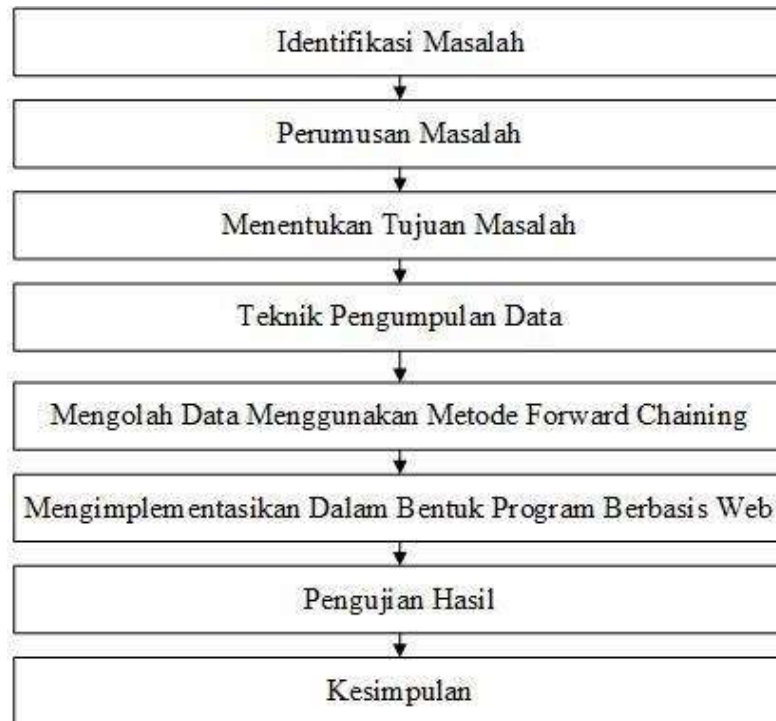 Identifikasi Masalah
Perumusan Masalah
Menentukan Tujuan Masalah
Teknik Pengumpulan Data
Mengolah Data Menggunakan Metode Forward Chaining
Mengimplementasikan Dalam Bentuk Program Berbasis Web
Pengujian Hasil
Kesimpulan